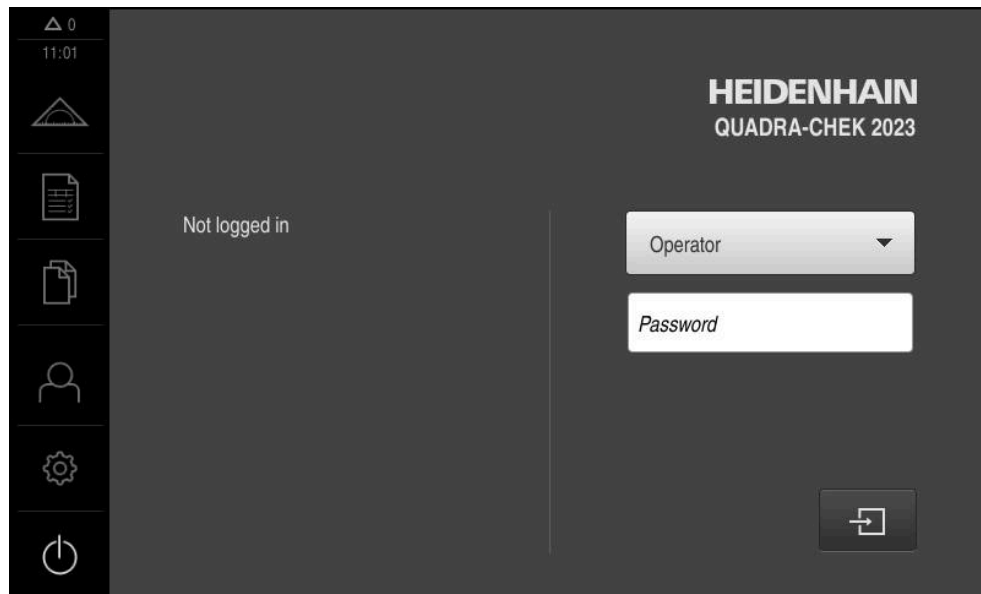 0
11:01
HEIDENHAIN
QUADRA-CHEK 2023
Not logged in
Operator
Password